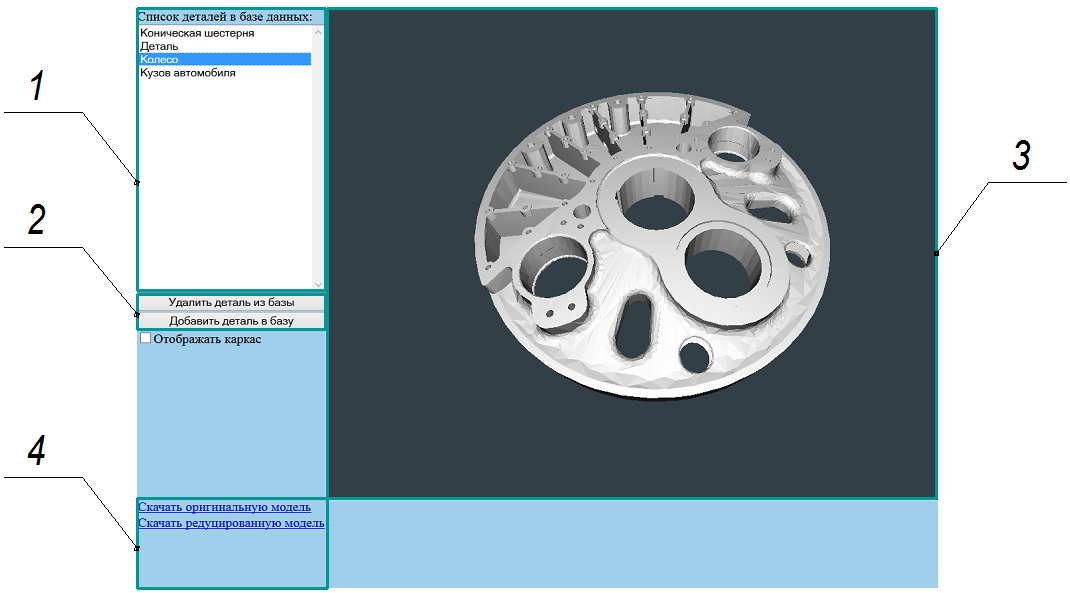 Список деталей в базе данных:
Коническая шестерня
Деталь
Колесо
Кузов автомобиля
1
2
3
Удалить деталь из базы
Добавить деталь в базу
Отображать каркас
4
Скачать оригинальную модель
Скачать редуцированную модель